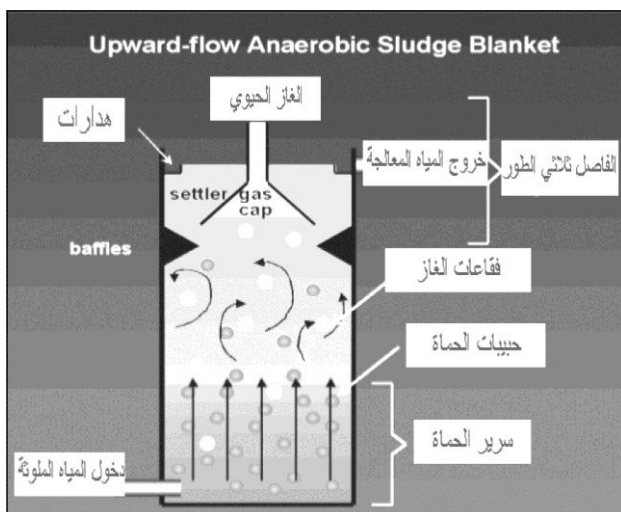 Upward-flow Anaerobic Sludge Blanket
الغاز الحيوي
هدارات
خروج المياه المعالجة
الفاصل ثلاثي الطور
settler gas
cap
baffles
فقاعات الغاز
حبيبات الحماة
سرير الحماة
دخول المياه الملوثة